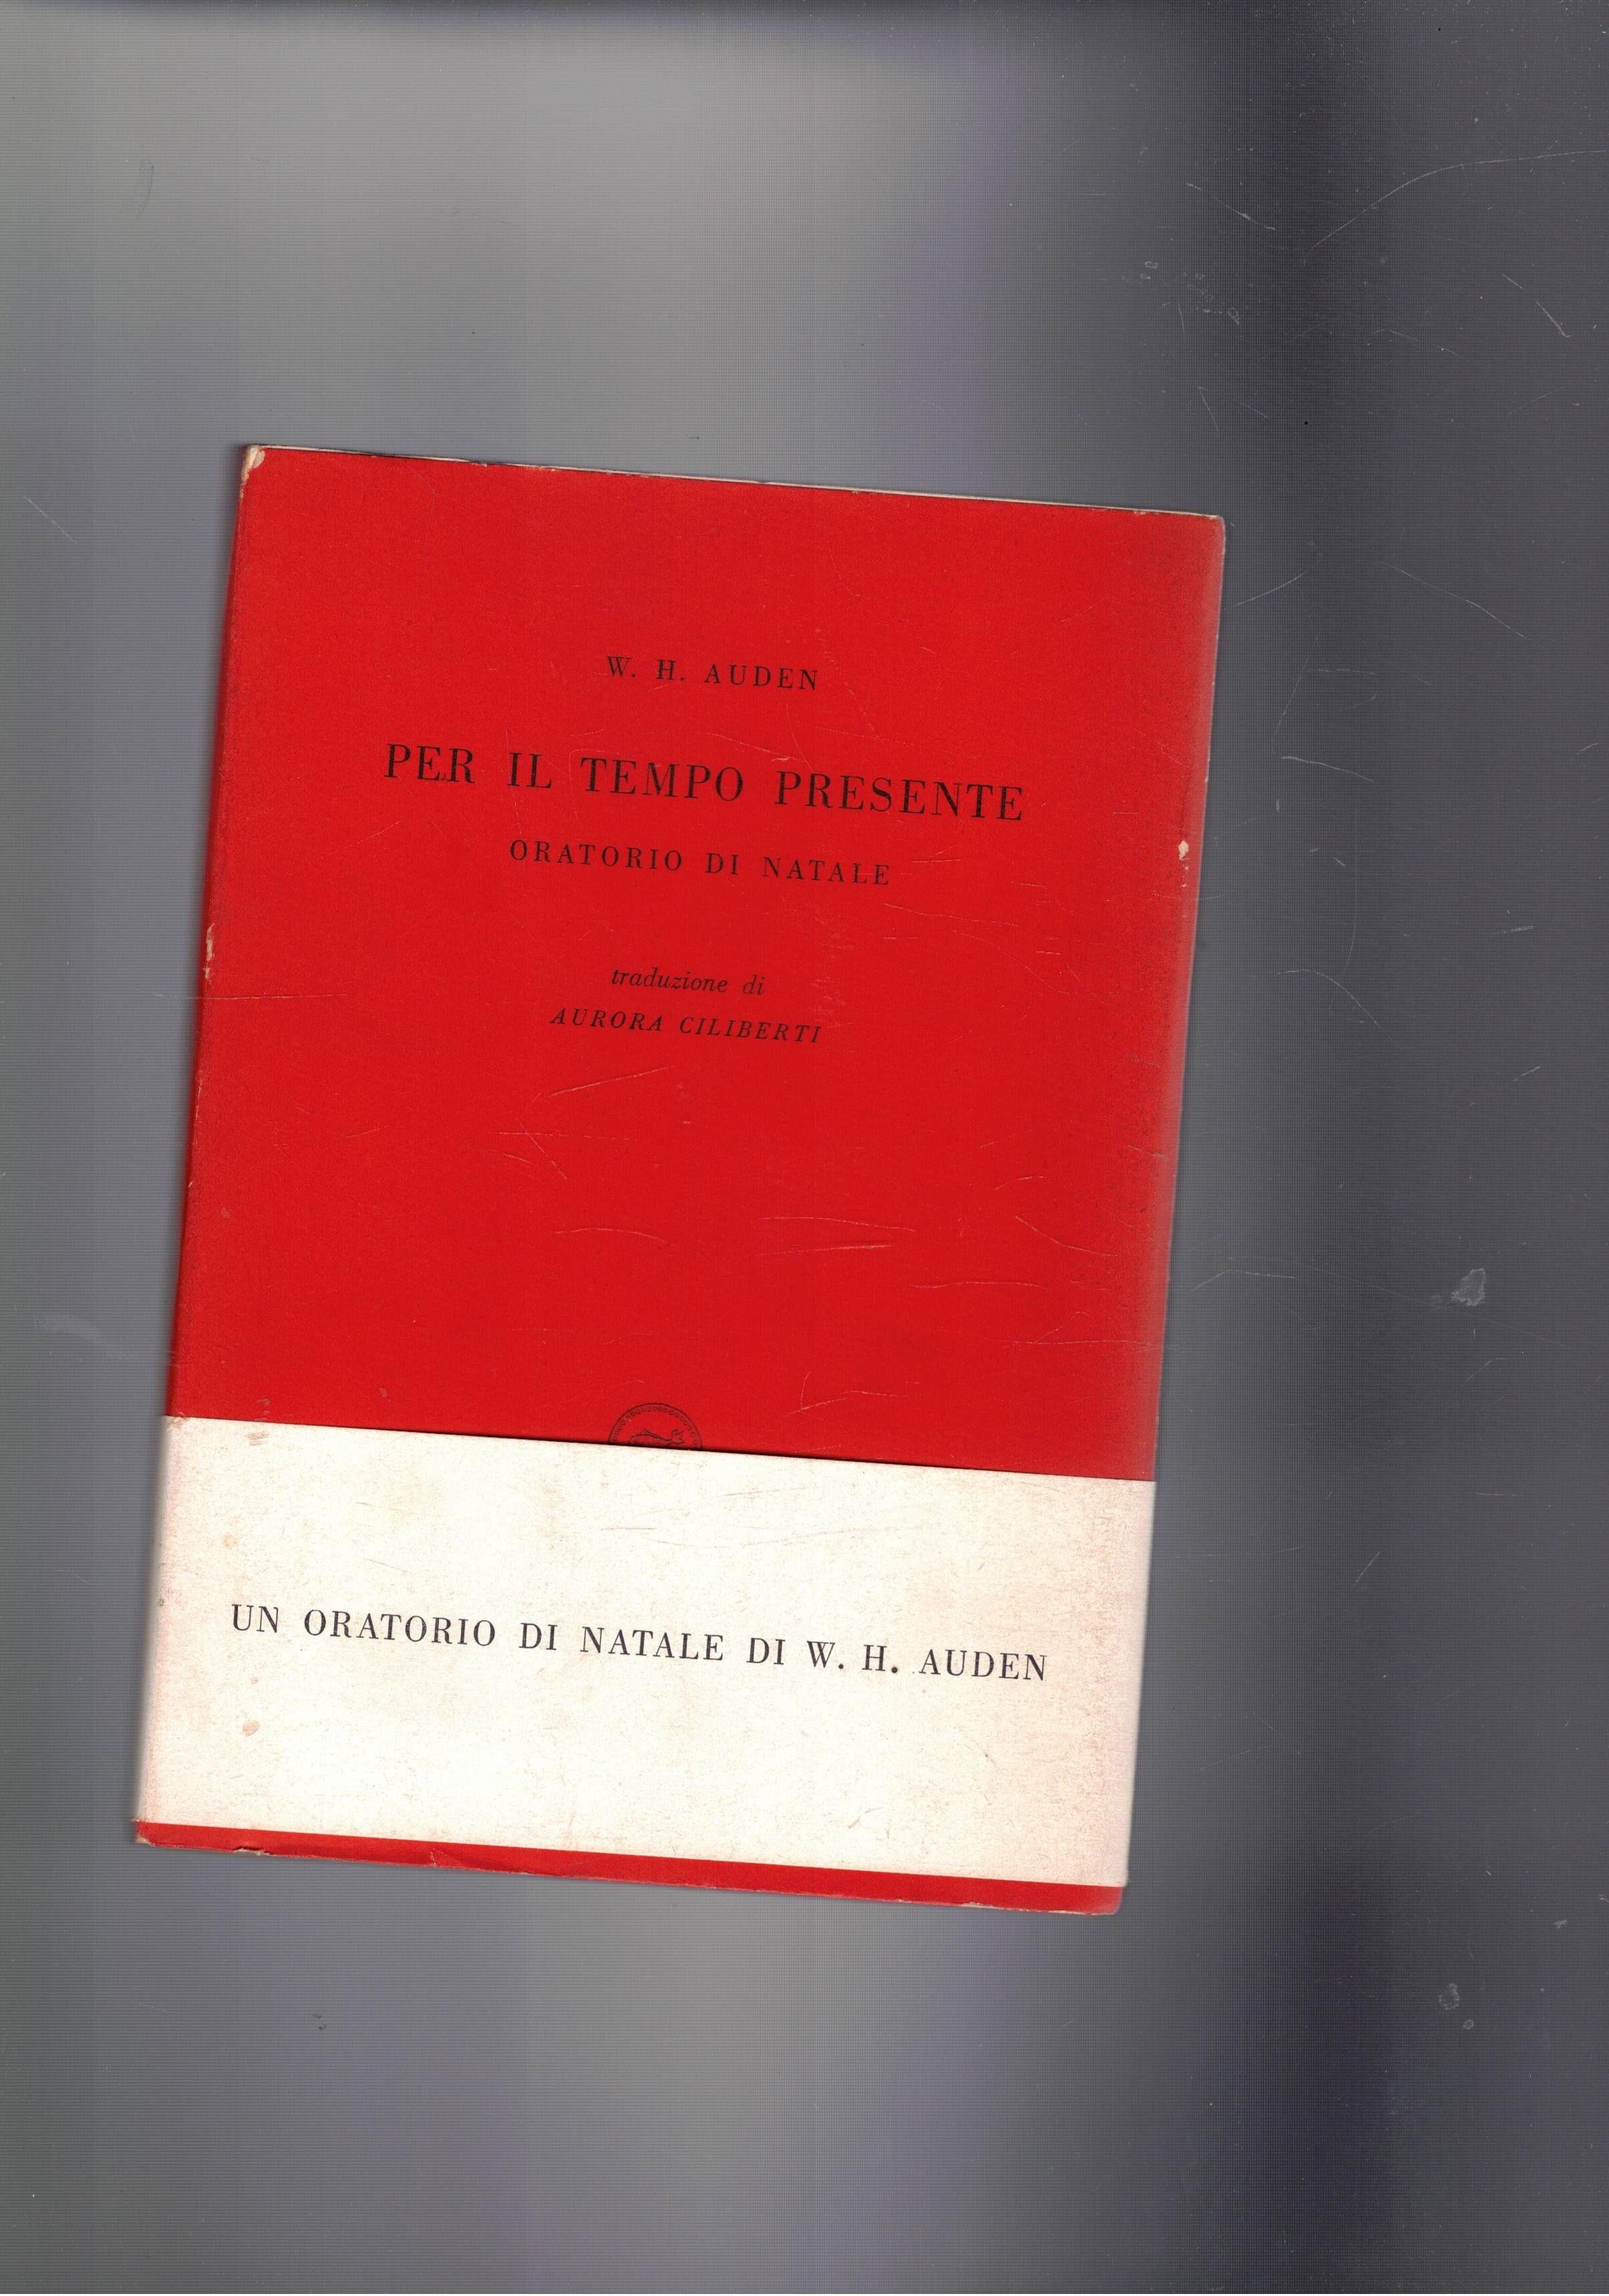 W. H. AUDEN
PER IL TEMPO PRESENTE
ORATORIO DI NATALE
traduzione di
AURORA CILIBERTI
UN ORATORIO DI NATALE DI W. H. AUDEN